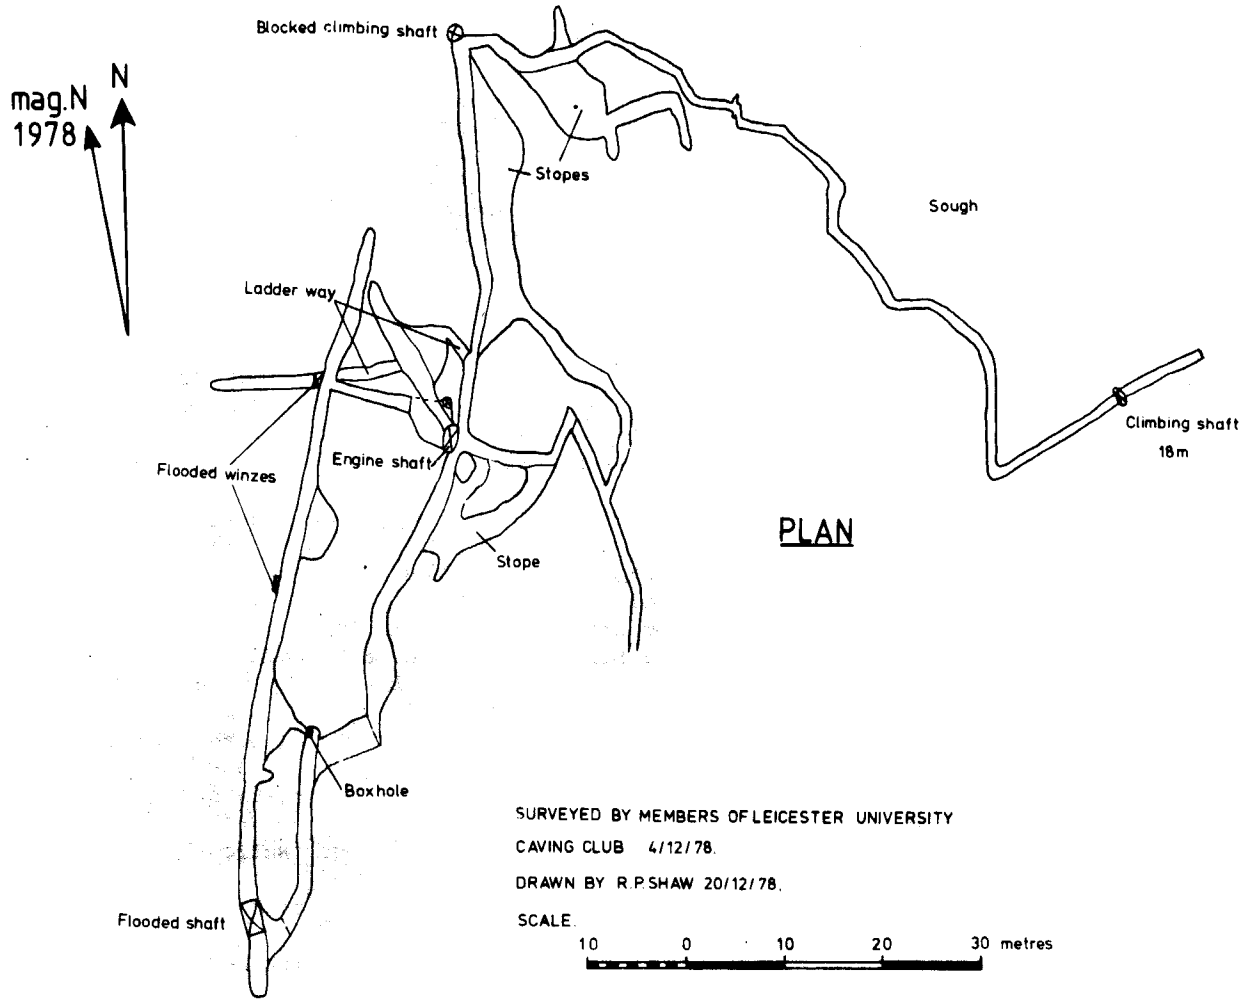 Blocked climbing shaft
N
mag.N
1978
Stopes
Sough
Ladder way
Climbing shaft
18m
Engine shaft
Flooded winzes
PLAN
Stope
Boxhole
SURVEYED BY MEMBERS OF LEICESTER UNIVERSITY
CAVING CLUB 4/12/78.
DRAWN BY R.P.SHAW 20/12/78.
SCALE.
Flooded shaft
10 0 10 20 30 metres